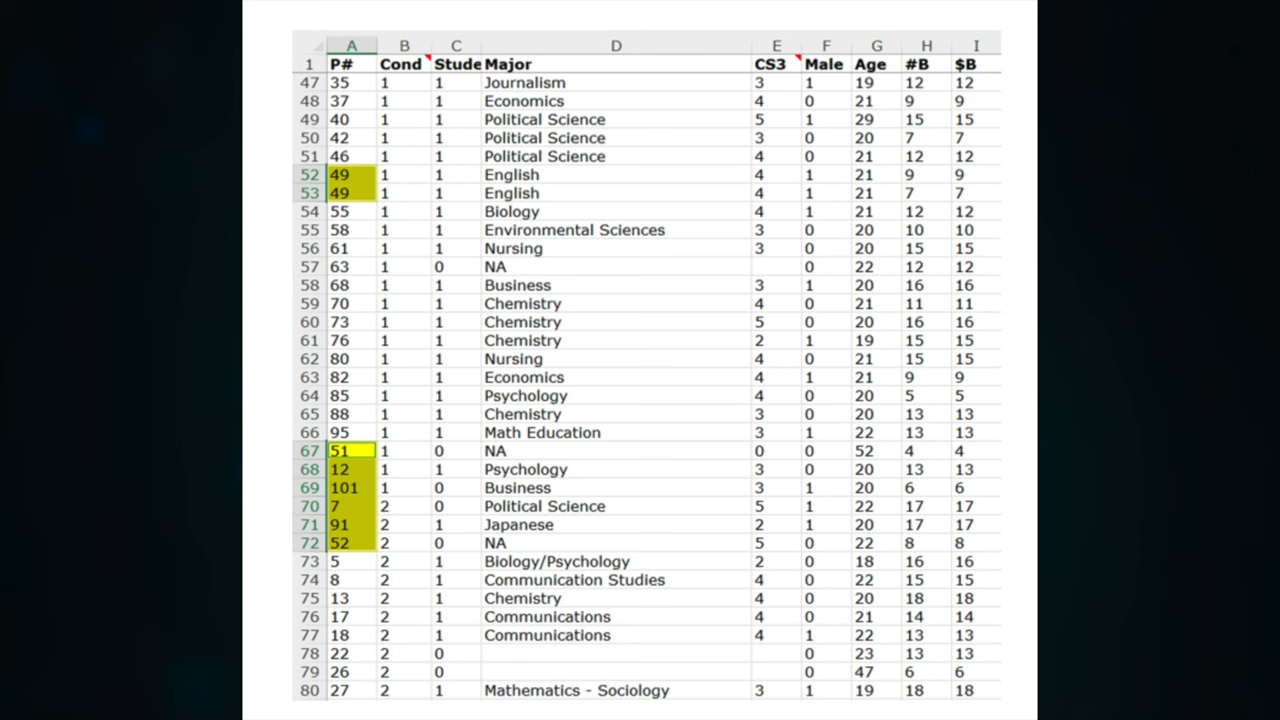 A B C D E F G H I
1 P# Cond Stude Major CS3 Male Age #B $B
47 35 1 1 Journalism 3 1 19 12 12
48 37 1 1 Economics 4 0 21 9 9
49 40 1 1 Political Science 5 1 29 15 15
50 42 1 1 Political Science 3 0 20 7 7
51 46 1 1 Political Science 4 0 21 12 12
52 49 1 1 English 4 1 21 9 9
53 49 1 1 English 4 1 21 7 7
54 55 1 1 Biology 4 1 21 12 12
55 58 1 1 Environmental Sciences 3 0 20 10 10
56 61 1 1 Nursing 3 0 20 15 15
57 63 1 0 NA 0 22 12 12
58 68 1 1 Business 3 1 20 16 16
59 70 1 1 Chemistry 4 0 21 11 11
60 73 1 1 Chemistry 5 0 20 16 16
61 76 1 1 Chemistry 2 1 19 15 15
62 80 1 1 Nursing 4 0 21 15 15
63 82 1 1 Economics 4 1 21 9 9
64 85 1 1 Psychology 4 0 20 5 5
65 88 1 1 Chemistry 3 0 20 13 13
66 95 1 1 Math Education 3 1 22 13 13
67 51 1 0 NA 0 0 52 4 4
68 12 1 1 Psychology 3 0 20 13 13
69 101 1 0 Business 3 1 20 6 6
70 7 2 0 Political Science 5 1 22 17 17
71 91 2 1 Japanese 2 1 20 17 17
72 52 2 0 NA 5 0 22 8 8
73 5 2 1 Biology/Psychology 2 0 18 16 16
74 8 2 1 Communication Studies 4 0 22 15 15
75 13 2 1 Chemistry 4 0 20 18 18
76 17 2 1 Communications 4 0 21 14 14
77 18 2 1 Communications 4 1 22 13 13
78 22 2 0 0 23 13 13
79 26 2 0 0 47 6 6
80 27 2 1 Mathematics - Sociology 3 1 19 18 18